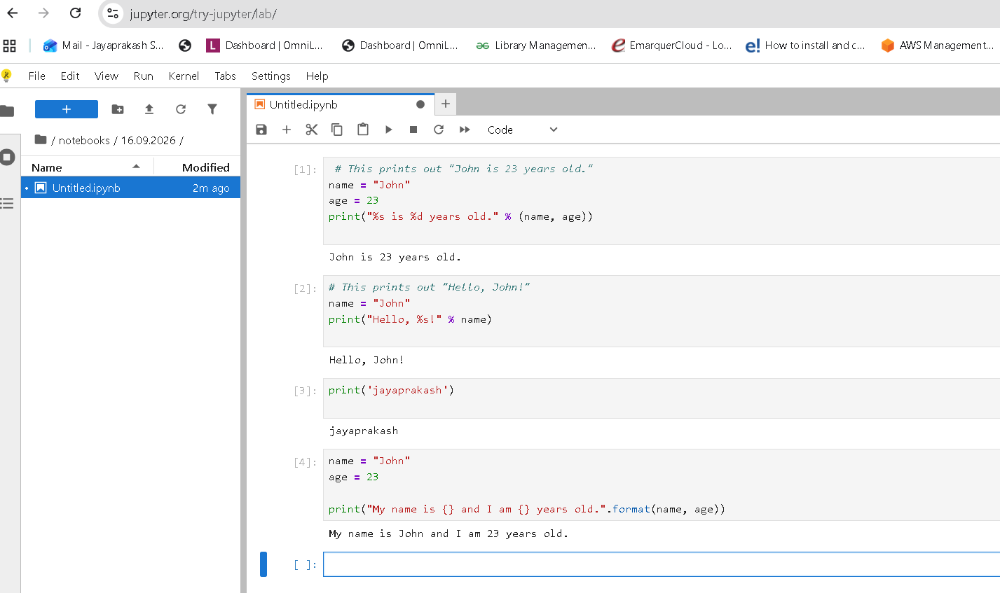 jupyter.org/try-jupyter/lab/
Mail - Jayaprakash S...
L
Dashboard | OmniL...
Dashboard | OmniL...
Library Managemen...
EmarquerCloud - Lo...
e!
How to install and c...
AWS Management...
File Edit View Run Kernel Tabs Settings Help
+
/ notebooks / 16.09.2026 /
Name Modified
Untitled.ipynb 2m ago
Untitled.ipynb
+
Code
[1]:
# This prints out "John is 23 years old."
name = "John"
age = 23
print("%s is %d years old." % (name, age))
John is 23 years old.
[2]:
# This prints out "Hello, John!"
name = "John"
print("Hello, %s!" % name)
Hello, John!
[3]:
print('jayaprakash')
jayaprakash
[4]:
name = "John"
age = 23
print("My name is {} and I am {} years old.".format(name, age))
My name is John and I am 23 years old.
[ ]: